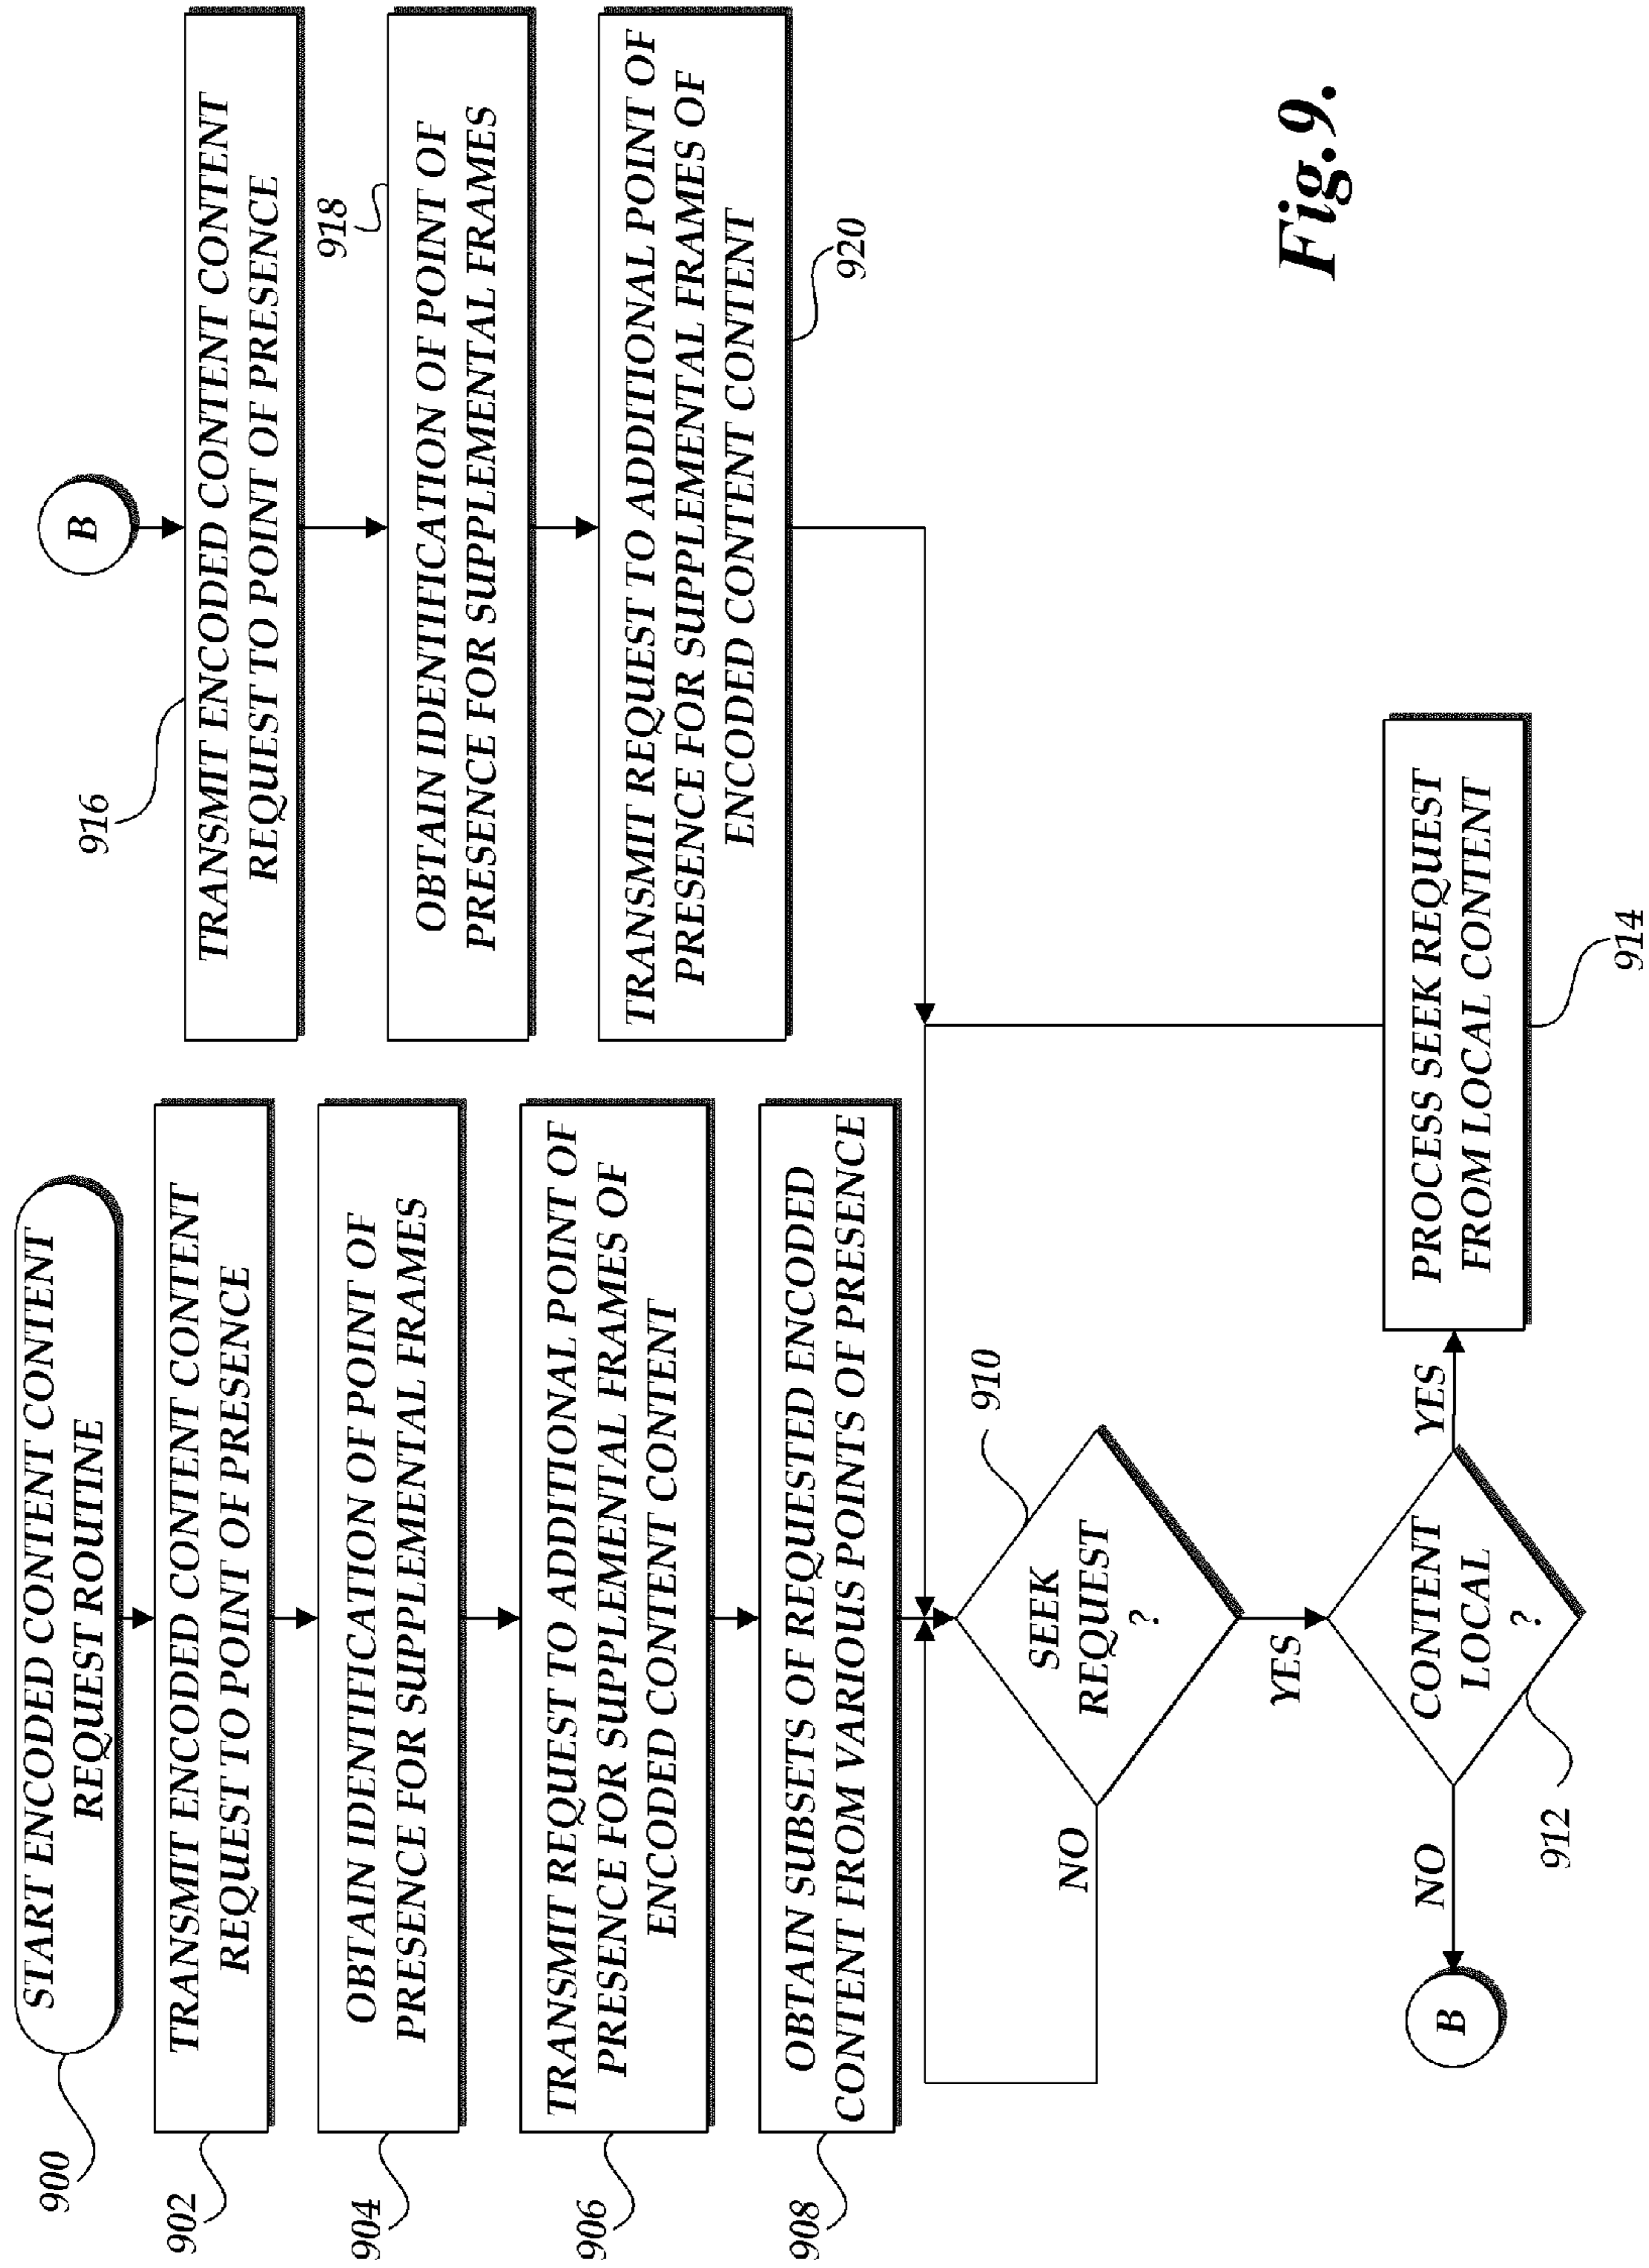 900
START ENCODED CONTENT CONTENT
REQUEST ROUTINE
902
TRANSMIT ENCODED CONTENT CONTENT
REQUEST TO POINT OF PRESENCE
904
OBTAIN IDENTIFICATION OF POINT OF
PRESENCE FOR SUPPLEMENTAL FRAMES
906
TRANSMIT REQUEST TO ADDITIONAL POINT OF
PRESENCE FOR SUPPLEMENTAL FRAMES OF
ENCODED CONTENT CONTENT
908
OBTAIN SUBSETS OF REQUESTED ENCODED
CONTENT FROM VARIOUS POINTS OF PRESENCE
910
SEEK
REQUEST
?
NO
YES
912
CONTENT
LOCAL
?
NO
B
YES
PROCESS SEEK REQUEST
FROM LOCAL CONTENT
914
B
916
TRANSMIT ENCODED CONTENT CONTENT
REQUEST TO POINT OF PRESENCE
918
OBTAIN IDENTIFICATION OF POINT OF
PRESENCE FOR SUPPLEMENTAL FRAMES
TRANSMIT REQUEST TO ADDITIONAL POINT OF
PRESENCE FOR SUPPLEMENTAL FRAMES OF
ENCODED CONTENT CONTENT
920
Fig.9.